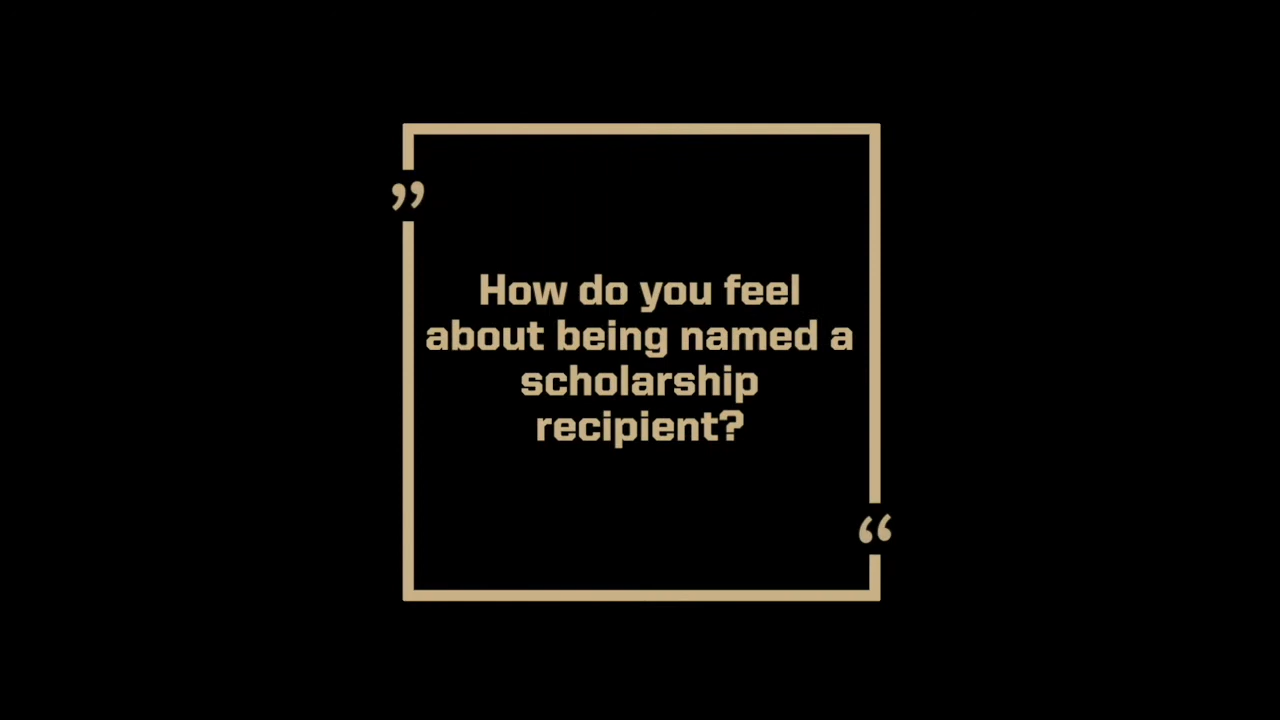 ”
How do you feel
about being named a
scholarship
recipient?
“